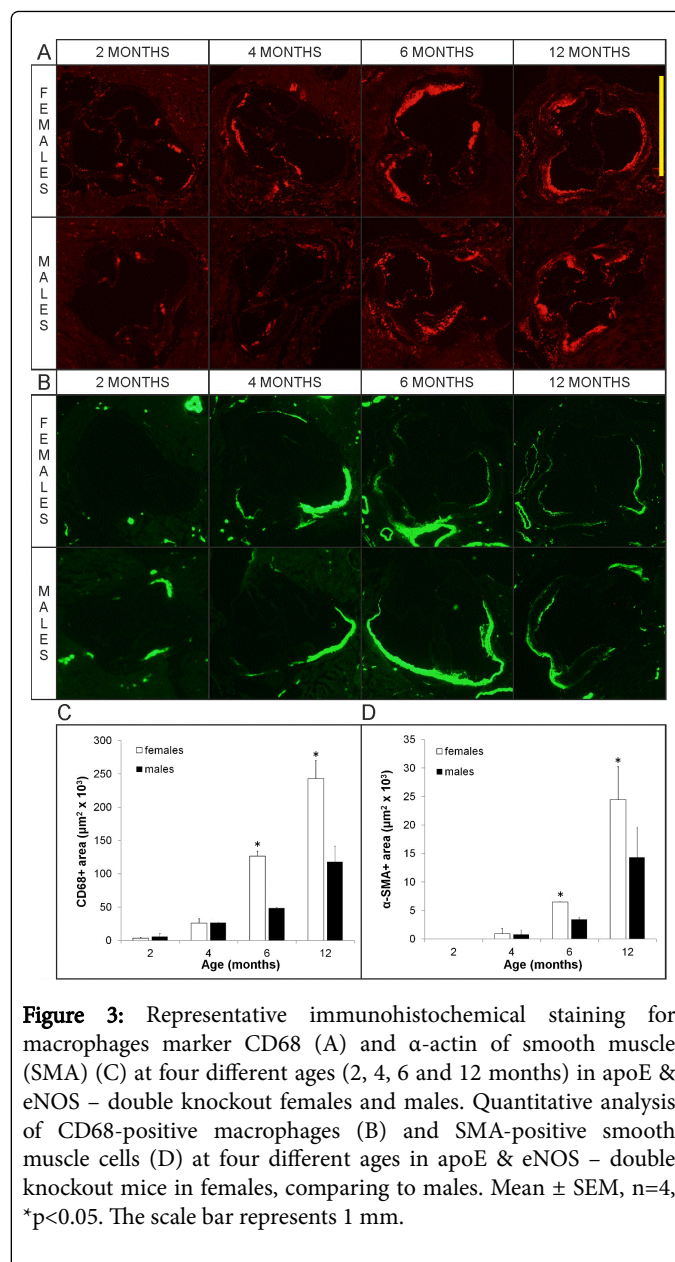 A
2 MONTHS 4 MONTHS 6 MONTHS 12 MONTHS
FEMALES
MALES
B
2 MONTHS 4 MONTHS 6 MONTHS 12 MONTHS
FEMALES
MALES
C
300
250
200
150
100
50
0
CD68+ area (µm² x 10³)
females
males
*
*
2 4 6 12
Age (months)
D
35
30
25
20
15
10
5
0
α-SMA+ area (µm² x 10³)
females
males
*
*
2 4 6 12
Age (months)
Figure 3: Representative immunohistochemical staining for
macrophages marker CD68 (A) and α-actin of smooth muscle
(SMA) (C) at four different ages (2, 4, 6 and 12 months) in apoE &
eNOS – double knockout females and males. Quantitative analysis
of CD68-positive macrophages (B) and SMA-positive smooth
muscle cells (D) at four different ages in apoE & eNOS – double
knockout mice in females, comparing to males. Mean ± SEM, n=4,
*p<0.05. The scale bar represents 1 mm.